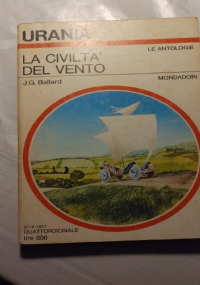 URANIA
LE ANTOLOGIE
LA CIVILTA'
DEL VENTO
J.G. Ballard
MONDADORI
QUATTORDICINALE
lire 600